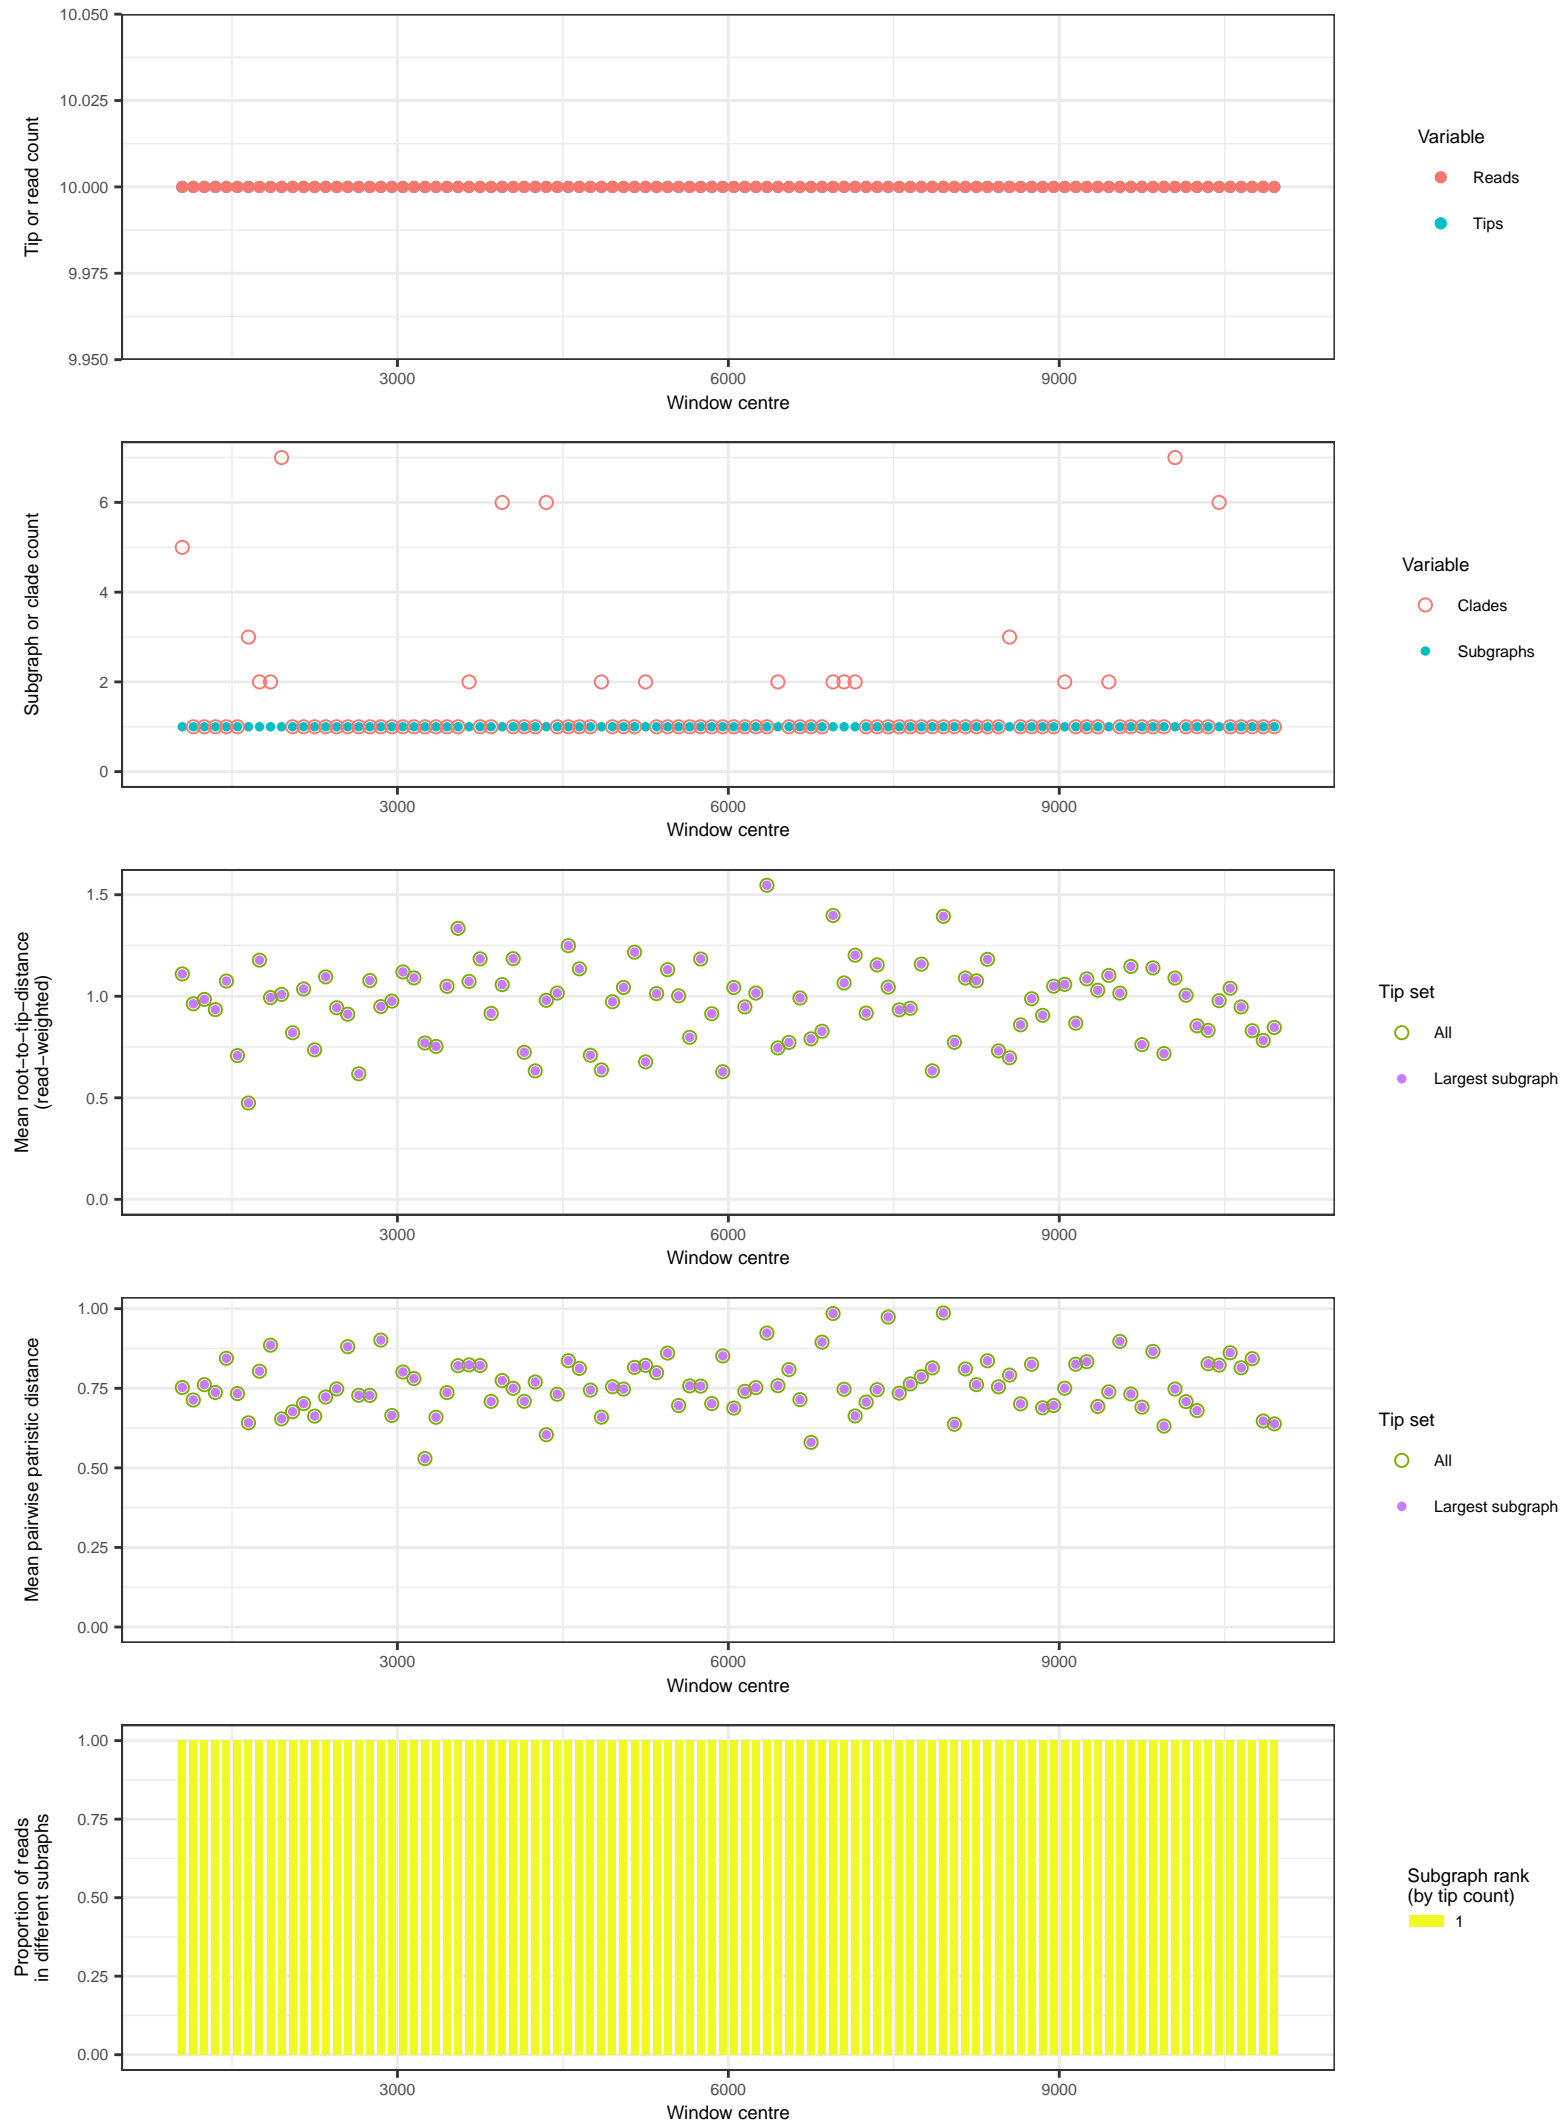 10.050
10.025
10.000
9.975
9.950
Tip or read count
3000
6000
9000
Window centre
Variable
Reads
Tips
6
4
2
0
Subgraph or clade count
3000
6000
9000
Window centre
Variable
Clades
Subgraphs
1.5
1.0
0.5
0.0
Mean root−to−tip−distance
(read−weighted)
3000
6000
9000
Window centre
Tip set
All
Largest subgraph
1.00
0.75
0.50
0.25
0.00
Mean pairwise patristic distance
3000
6000
9000
Window centre
Tip set
All
Largest subgraph
1.00
0.75
0.50
0.25
0.00
Proportion of reads
in different subraphs
3000
6000
9000
Window centre
Subgraph rank
(by tip count)
1